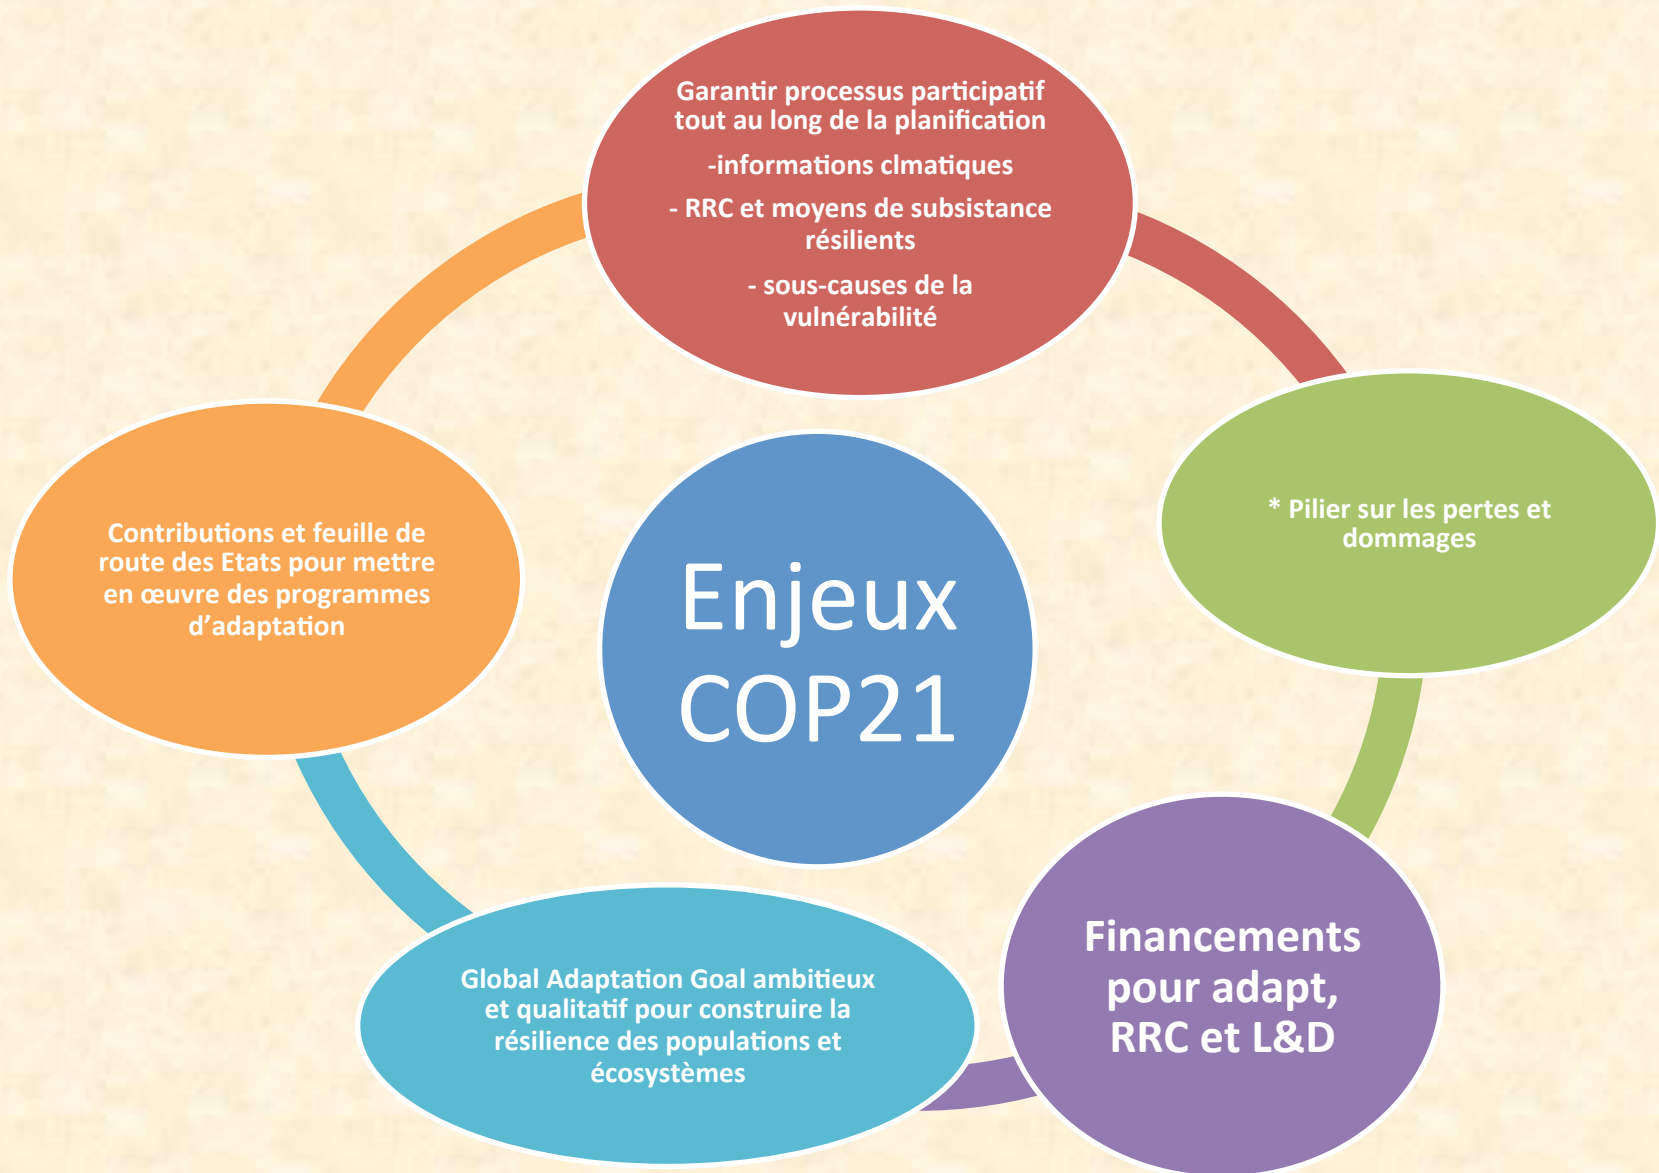 Garantir processus participatif
tout au long de la planification
-informations clmatiques
- RRC et moyens de subsistance
résilients
- sous-causes de la
vulnérabilité
* Pilier sur les pertes et
dommages
Financements
pour adapt,
RRC et L&D
Global Adaptation Goal ambitieux
et qualitatif pour construire la
résilience des populations et
écosystèmes
Contributions et feuille de
route des Etats pour mettre
en œuvre des programmes
d’adaptation
Enjeux
COP21